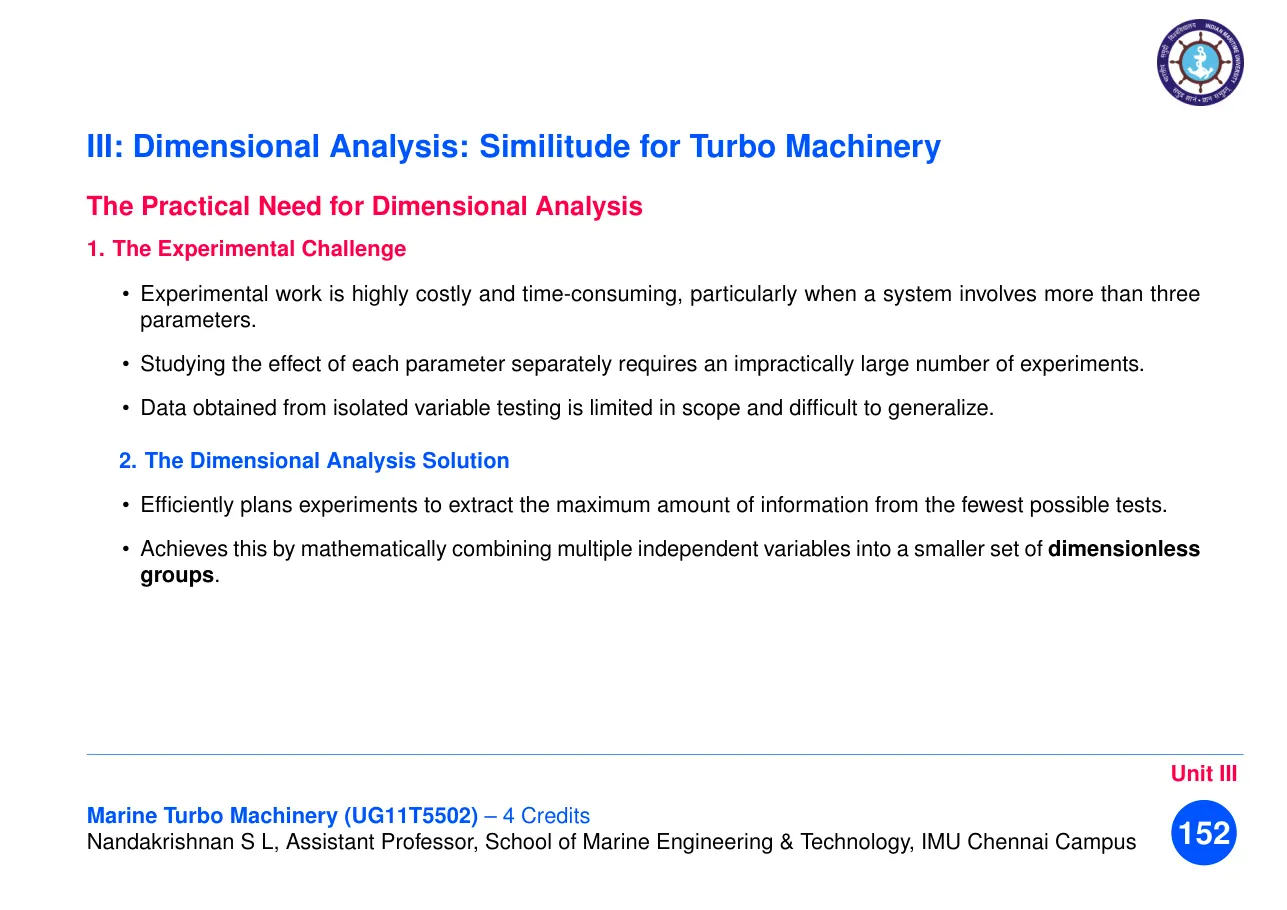 INDIAN MARITIME UNIVERSITY
III: Dimensional Analysis: Similitude for Turbo Machinery
The Practical Need for Dimensional Analysis
1. The Experimental Challenge
• Experimental work is highly costly and time-consuming, particularly when a system involves more than three
parameters.
• Studying the effect of each parameter separately requires an impractically large number of experiments.
• Data obtained from isolated variable testing is limited in scope and difficult to generalize.
2. The Dimensional Analysis Solution
• Efficiently plans experiments to extract the maximum amount of information from the fewest possible tests.
• Achieves this by mathematically combining multiple independent variables into a smaller set of dimensionless
groups.
Unit III
Marine Turbo Machinery (UG11T5502) – 4 Credits
Nandakrishnan S L, Assistant Professor, School of Marine Engineering & Technology, IMU Chennai Campus
152